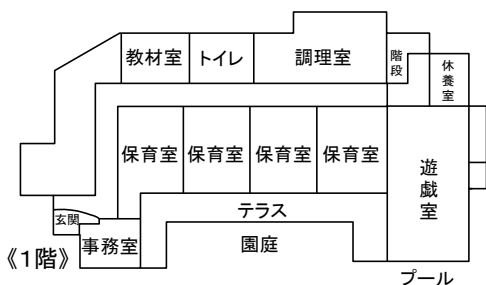 教材室
トイレ
調理室
階段
休養室
保育室
保育室
保育室
保育室
遊戯室
テラス
玄関
事務室
園庭
《1階》
プール